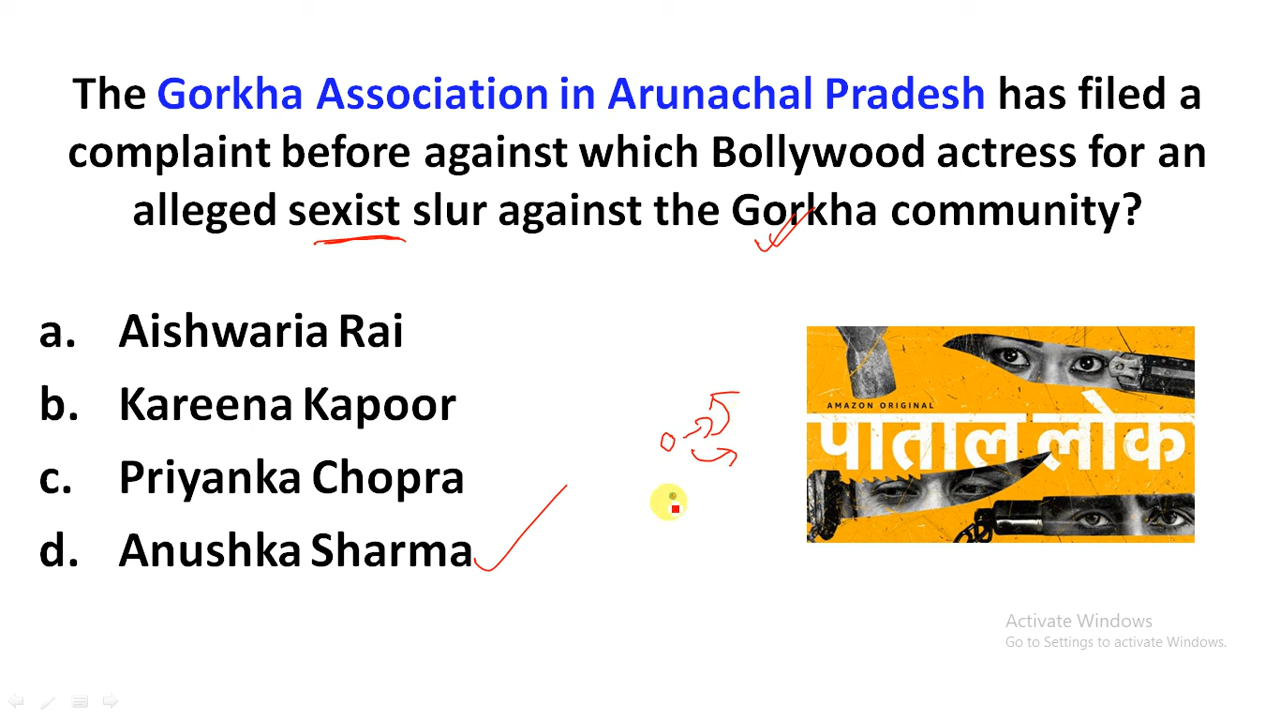 The Gorkha Association in Arunachal Pradesh has filed a
complaint before against which Bollywood actress for an
alleged sexist slur against the Gorkha community?
a. Aishwaria Rai
b. Kareena Kapoor
c. Priyanka Chopra
d. Anushka Sharma
AMAZON ORIGINAL
पाताल लोक
Activate Windows
Go to Settings to activate Windows.